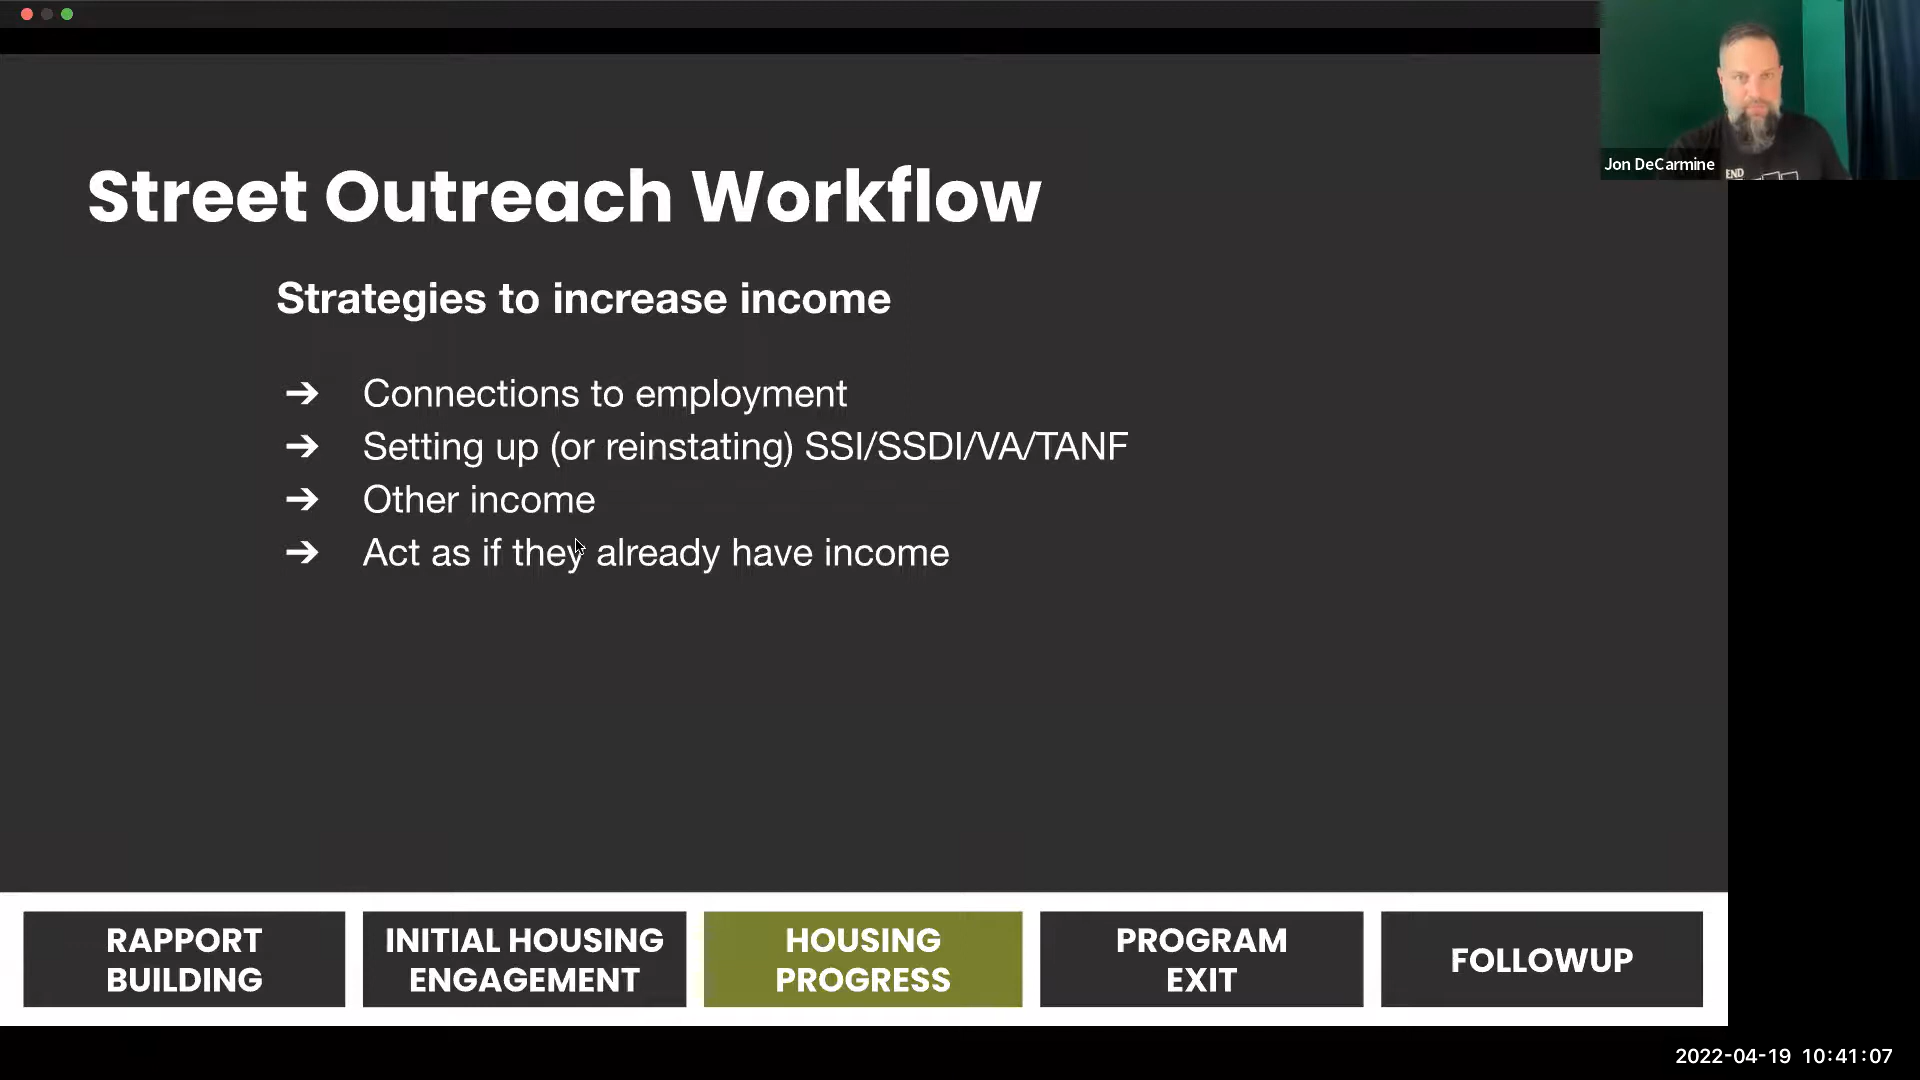 Jon DeCarmine
END
Street Outreach Workflow
Strategies to increase income
➔ Connections to employment
➔ Setting up (or reinstating) SSI/SSDI/VA/TANF
➔ Other income
➔ Act as if they already have income
RAPPORT
BUILDING
INITIAL HOUSING
ENGAGEMENT
HOUSING
PROGRESS
PROGRAM
EXIT
FOLLOWUP
2022-04-19 10:41:07